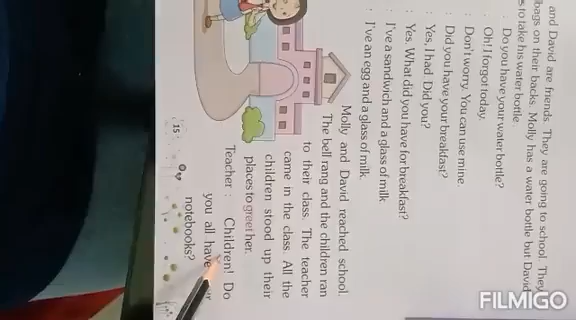 and David are friends. They are going to school. They
bags on their backs. Molly has a water bottle but David
to take his water bottle.
: Do you have your water bottle?
: Oh! I forgot today.
: Don't worry. You can use mine.
: Did you have your breakfast?
: Yes, I had. Did you?
: Yes. What did you have for breakfast?
: I've a sandwich and a glass of milk
: I've an egg and a glass of milk.
Molly and David reached school.
The bell rang and the children ran
to their class. The teacher
came in the class. All the
children stood up their
places to greet her.
Teacher : Children! Do
you all have
notebooks?
15
FILMIGO